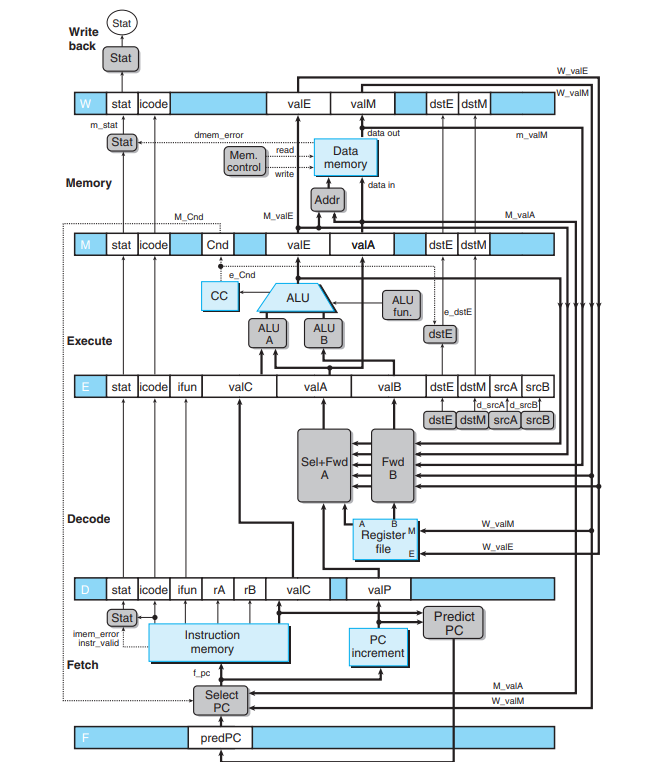 Stat
Write
back
Stat
W_valE
W stat icode valE valM dstE dstM
W_valM
m_stat
Stat
dmem_error
data out
m_valM
Mem.
control
read
write
Data
memory
Memory
data in
Addr
M_Cnd
M_valE
M_valA
M stat icode Cnd valE valA dstE dstM
e_Cnd
CC
ALU
ALU
fun.
e_dstE
ALU
A
ALU
B
dstE
Execute
E stat icode ifun valC valA valB dstE dstM srcA srcB
d_srcA d_srcB
dstE dstM srcA srcB
Sel+Fwd
A
Fwd
B
Decode
A B
Register
file
M
E
W_valM
W_valE
D stat icode ifun rA rB valC valP
Stat
Predict
PC
imem_error
instr_valid
Instruction
memory
PC
increment
Fetch
f_pc
M_valA
Select
PC
W_valM
F predPC